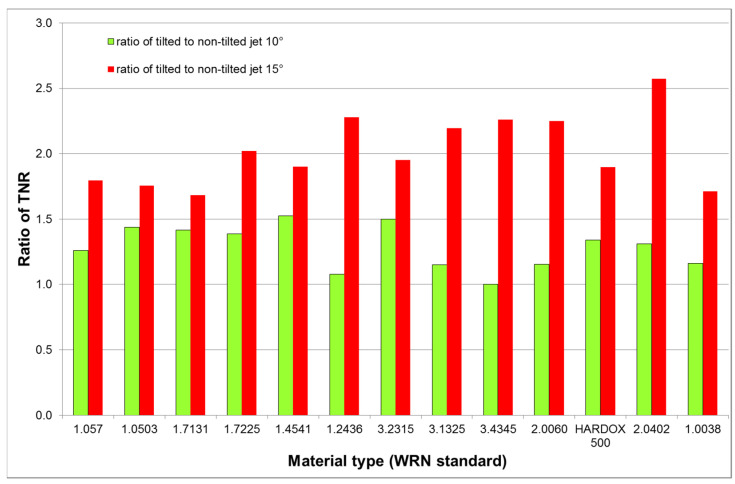 3.0
2.5
2.0
1.5
1.0
0.5
0.0
Ratio of TNR
ratio of tilted to non-tilted jet 10°
ratio of tilted to non-tilted jet 15°
1.057 1.0503 1.7131 1.7225 1.4541 1.2436 3.2315 3.1325 3.4345 2.0060 HARDOX 2.0402 1.0038
500
Material type (WRN standard)